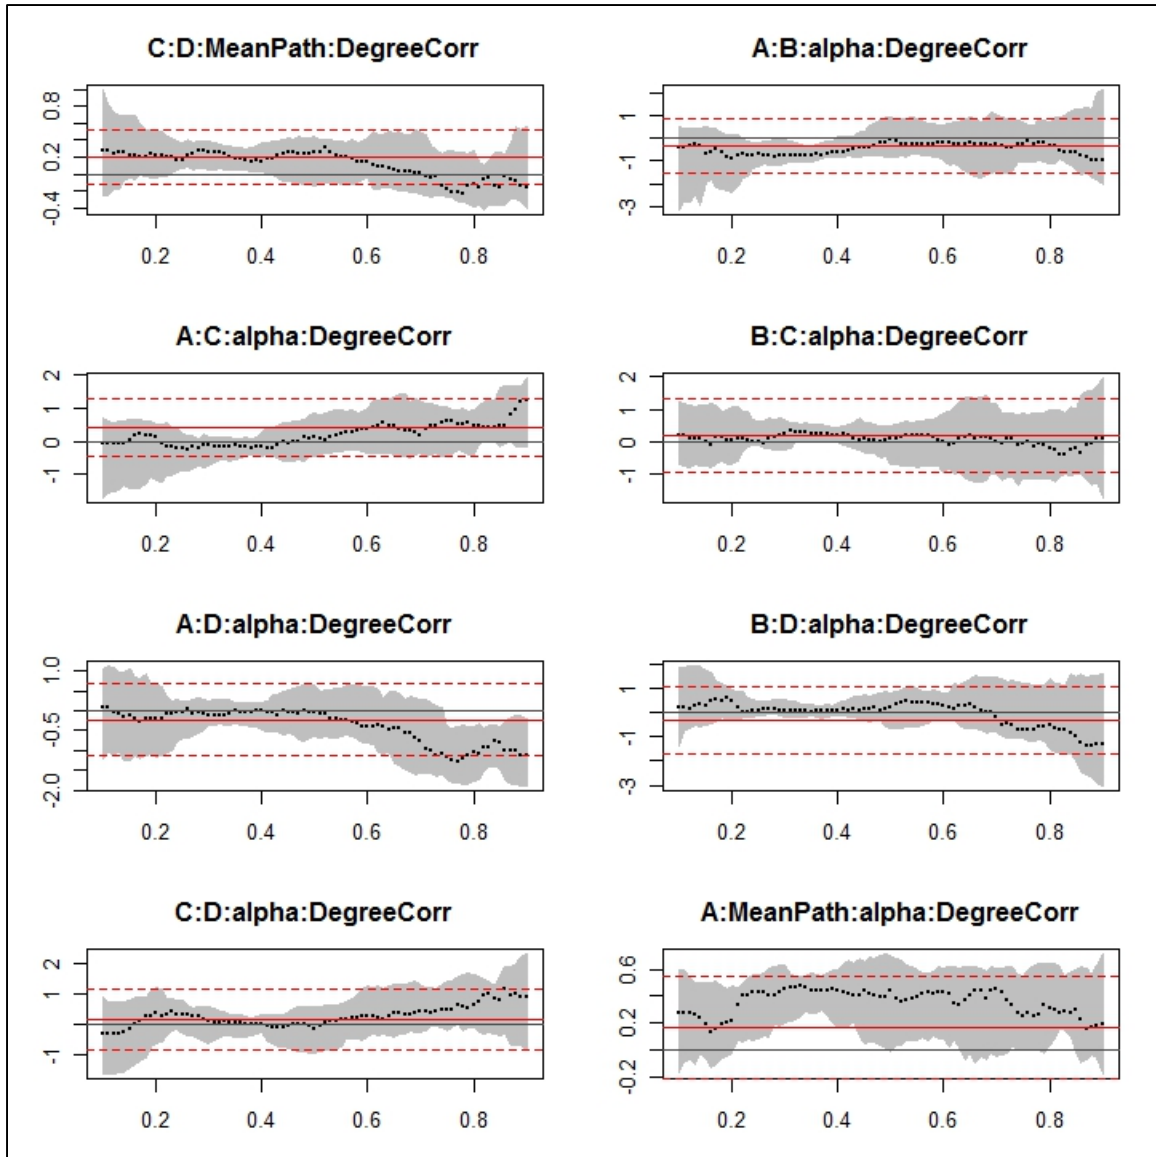 C:D:MeanPath:DegreeCorr
0.8
0.2
-0.4
0.2 0.4 0.6 0.8
A:B:alpha:DegreeCorr
1
-1
-3
0.2 0.4 0.6 0.8
A:C:alpha:DegreeCorr
2
1
0
-1
0.2 0.4 0.6 0.8
B:C:alpha:DegreeCorr
2
1
0
-1
0.2 0.4 0.6 0.8
A:D:alpha:DegreeCorr
1.0
-0.5
-2.0
0.2 0.4 0.6 0.8
B:D:alpha:DegreeCorr
1
-1
-3
0.2 0.4 0.6 0.8
C:D:alpha:DegreeCorr
2
1
-1
0.2 0.4 0.6 0.8
A:MeanPath:alpha:DegreeCorr
0.6
0.2
-0.2
0.2 0.4 0.6 0.8